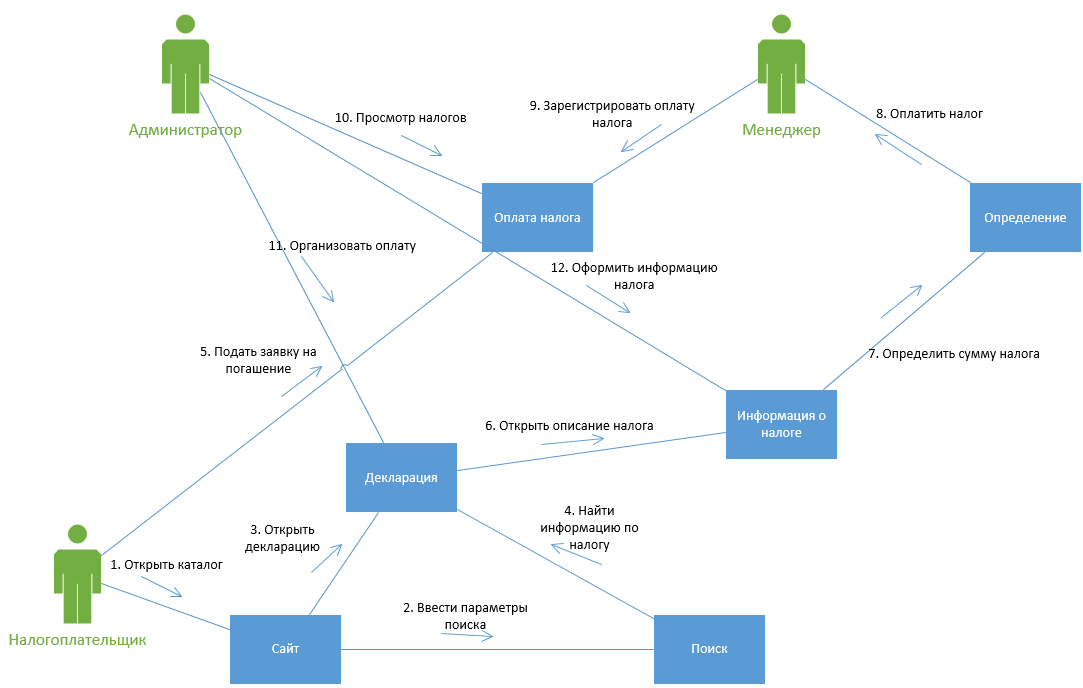 10. Просмотр налогов
9. Зарегистрировать оплату
налога
8. Оплатить налог
Администратор
Менеджер
Оплата налога
Определение
11. Организовать оплату
12. Оформить информацию
налога
5. Подать заявку на
погашение
7. Определить сумму налога
6. Открыть описание налога
Информация о
налоге
Декларация
3. Открыть
декларацию
4. Найти
информацию по
налогу
1. Открыть каталог
2. Ввести параметры
поиска
Налогоплательщик
Сайт
Поиск